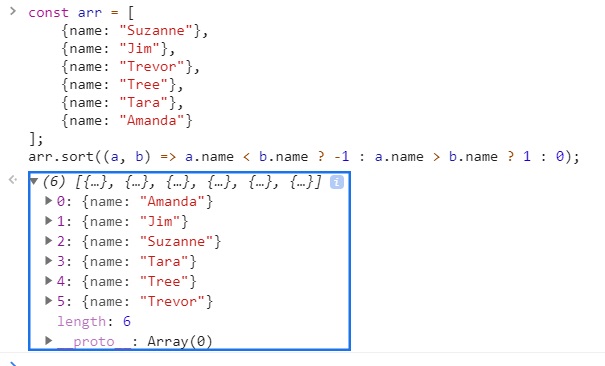 const arr = [
{name: "Suzanne"},
{name: "Jim"},
{name: "Trevor"},
{name: "Tree"},
{name: "Tara"},
{name: "Amanda"}
];
arr.sort((a, b) => a.name < b.name ? -1 : a.name > b.name ? 1 : 0);
(6) [{…}, {…}, {…}, {…}, {…}, {…}] i
0: {name: "Amanda"}
1: {name: "Jim"}
2: {name: "Suzanne"}
3: {name: "Tara"}
4: {name: "Tree"}
5: {name: "Trevor"}
length: 6
__proto__: Array(0)